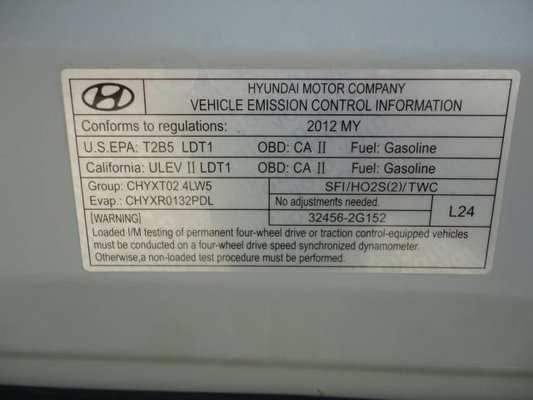 HYUNDAI MOTOR COMPANY
VEHICLE EMISSION CONTROL INFORMATION
Conforms to regulations: 2012 MY
U.S.EPA: T2B5 LDT1 OBD: CA II Fuel: Gasoline
California: ULEV II LDT1 OBD: CA II Fuel: Gasoline
Group: CHYXT02.4LW5 SFI/HO2S(2)/TWC
Evap.: CHYXR0132PDL No adjustments needed.
[WARNING] 32456-2G152 L24
Loaded I/M testing of permanent four-wheel drive or traction control-equipped vehicles
must be conducted on a four-wheel drive speed synchronized dynamometer.
Otherwise,a non-loaded test procedure must be used.